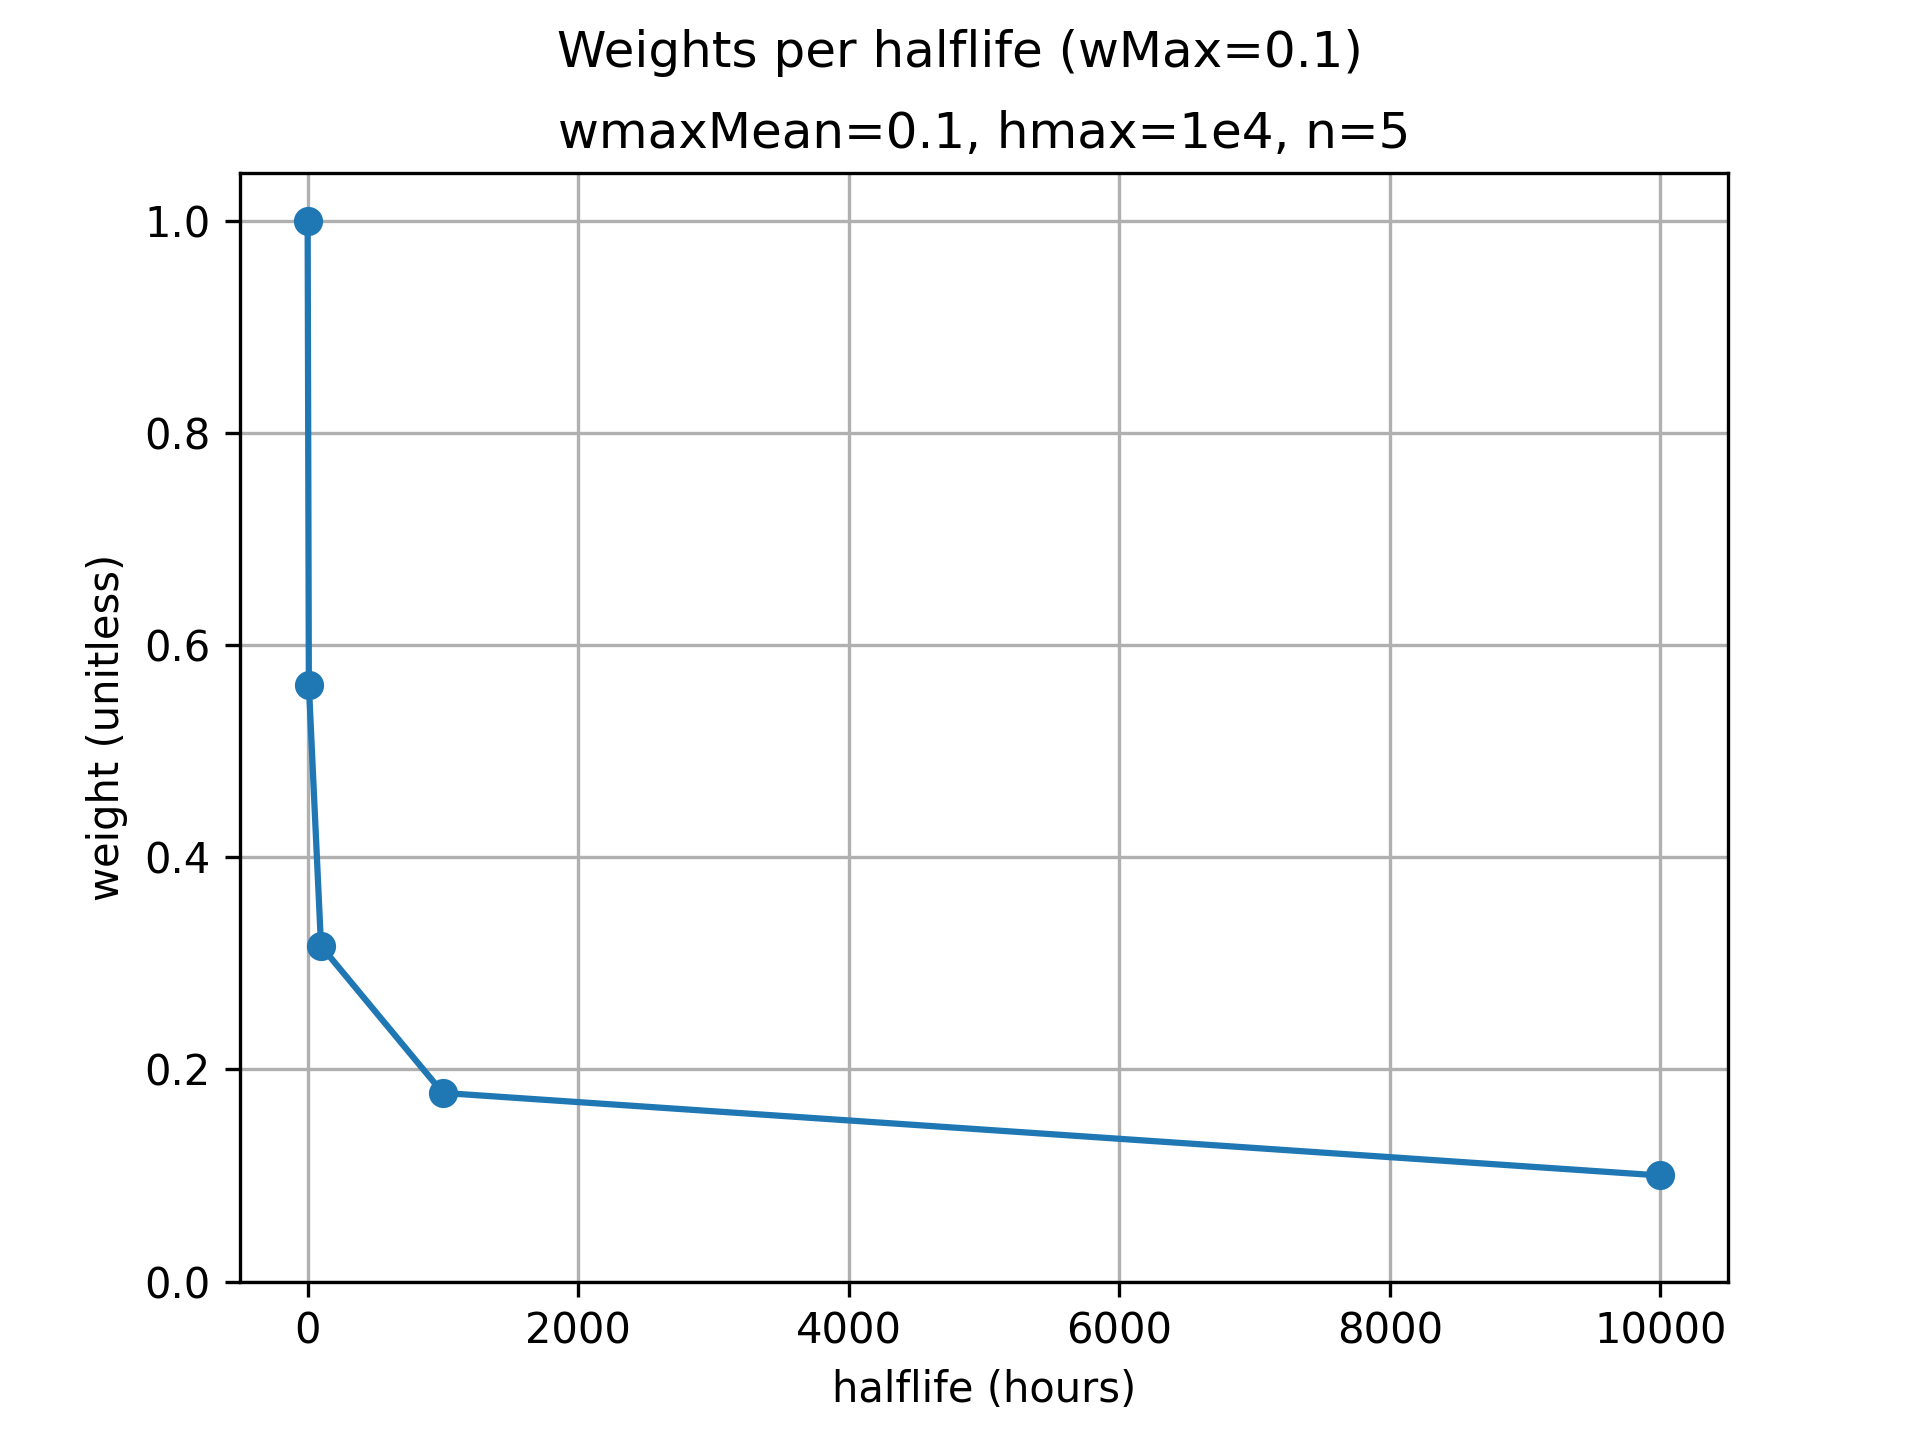 Weights per halflife (wMax=0.1)
wmaxMean=0.1, hmax=1e4, n=5
1.0
0.8
0.6
0.4
0.2
0.0
weight (unitless)
0 2000 4000 6000 8000 10000
halflife (hours)